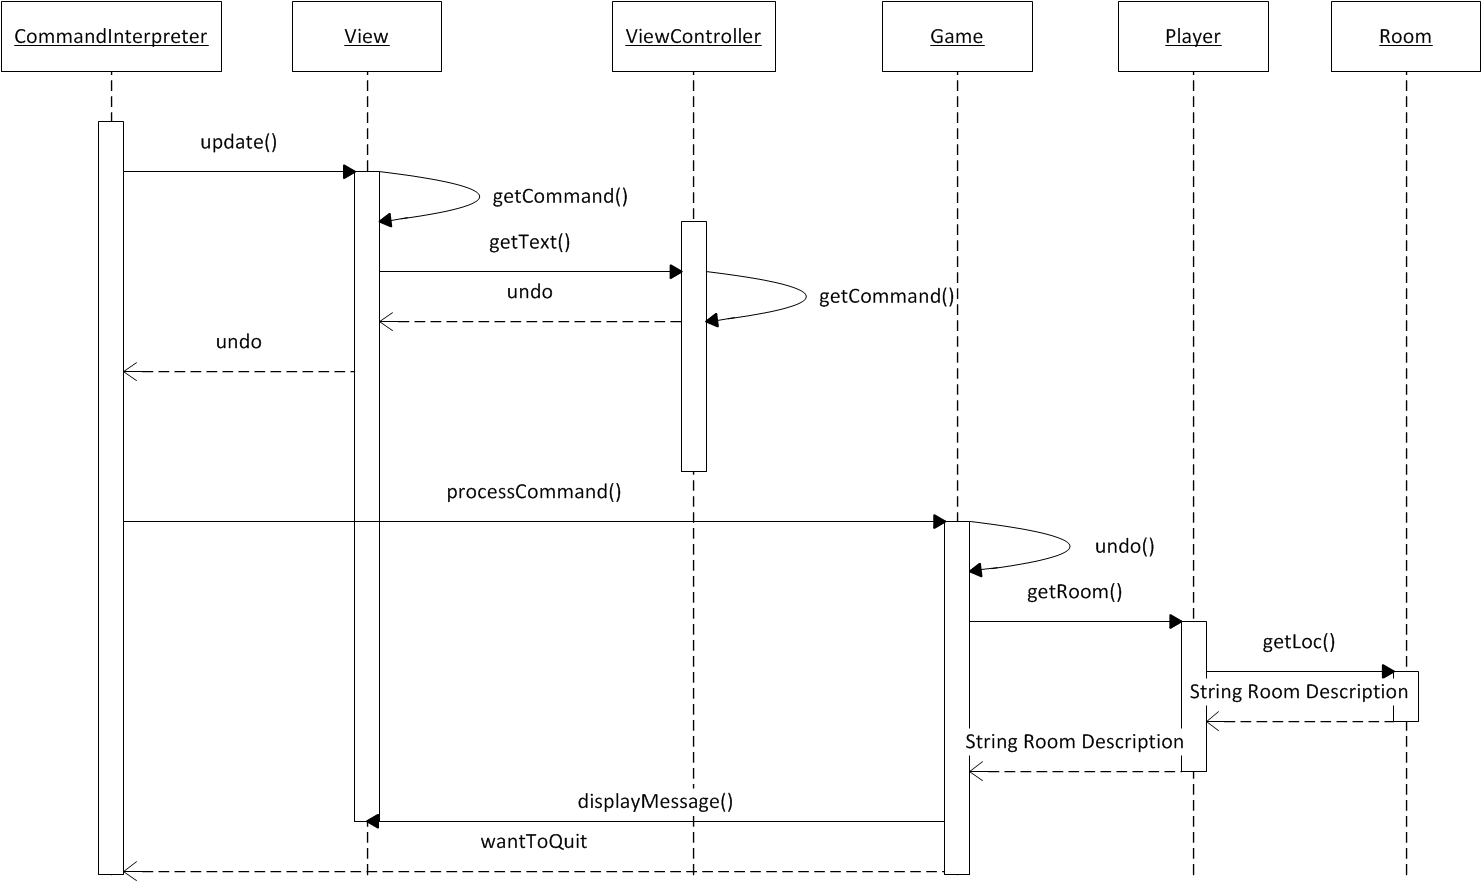 CommandInterpreter
View
ViewController
Game
Player
Room
update()
getCommand()
getText()
undo
getCommand()
undo
processCommand()
undo()
getRoom()
getLoc()
String Room Description
String Room Description
displayMessage()
wantToQuit